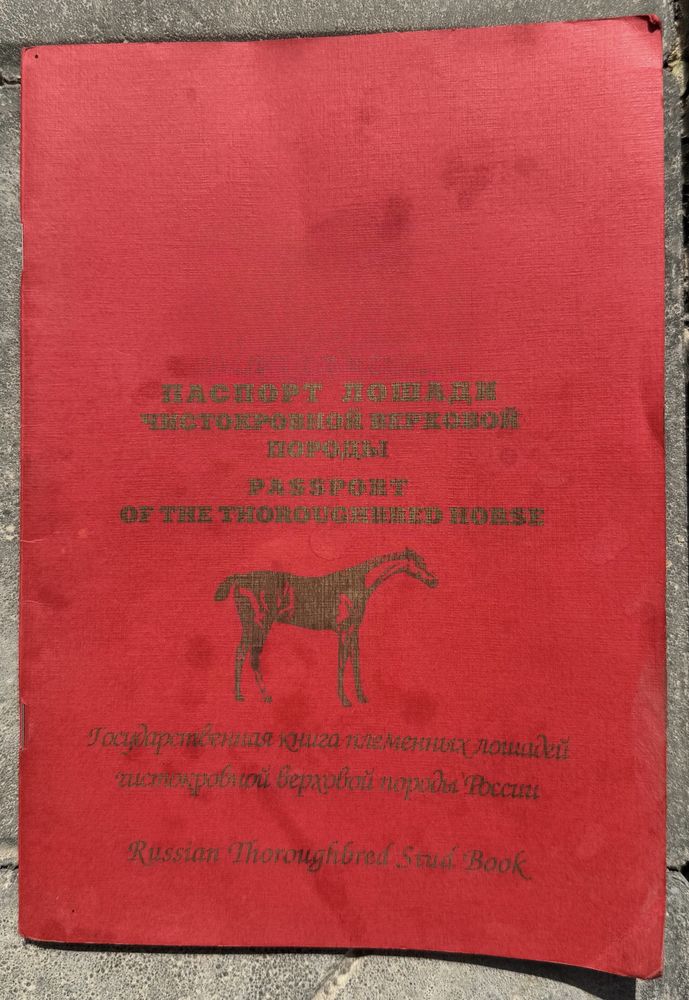 ПАСПОРТ ЛОШАДИ
ЧИСТОКРОВНОЙ ВЕРХОВОЙ
ПОРОДЫ
PASSPORT
OF THE THOROUGHBRED HORSE
Государственная книга племенных лошадей
чистокровной верховой породы России
Russian Thoroughbred Stud Book